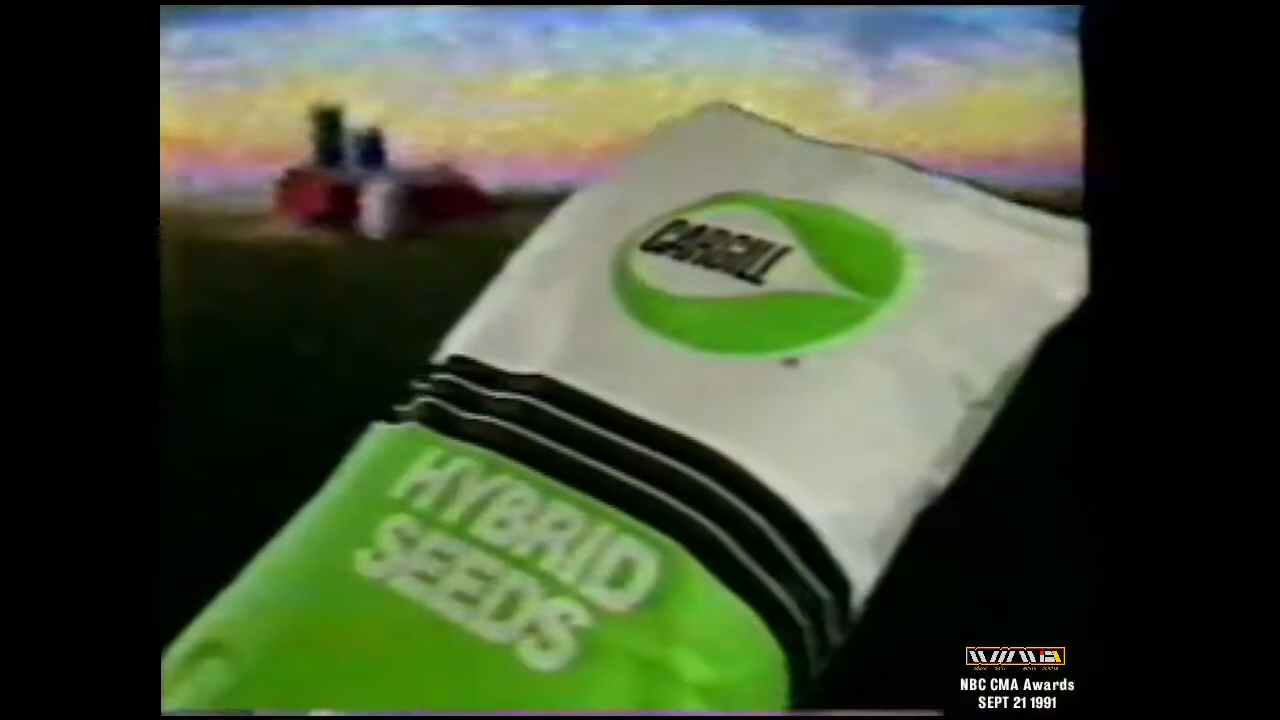 CARGILL
HYBRID
SEEDS
NBC CMA Awards
SEPT 21 1991